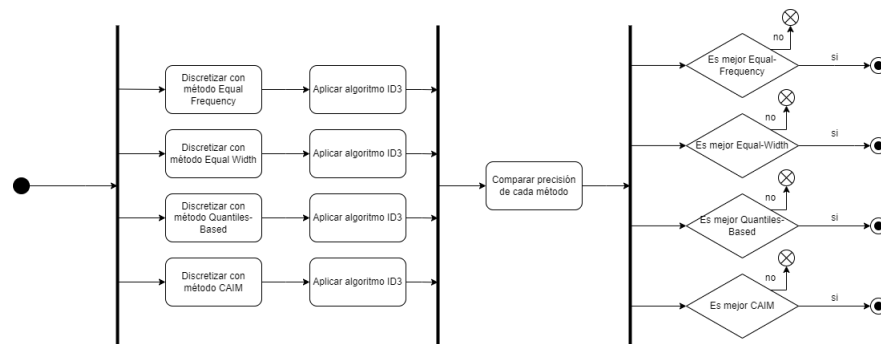 Discretizar con
método Equal
Frequency
Aplicar algoritmo ID3
Discretizar con
método Equal Width
Aplicar algoritmo ID3
Discretizar con
método Quantiles-
Based
Aplicar algoritmo ID3
Discretizar con
método CAIM
Aplicar algoritmo ID3
Comparar precisión
de cada método
Es mejor Equal-
Frequency
no
si
Es mejor Equal-Width
no
si
Es mejor Quantiles-
Based
no
si
Es mejor CAIM
no
si